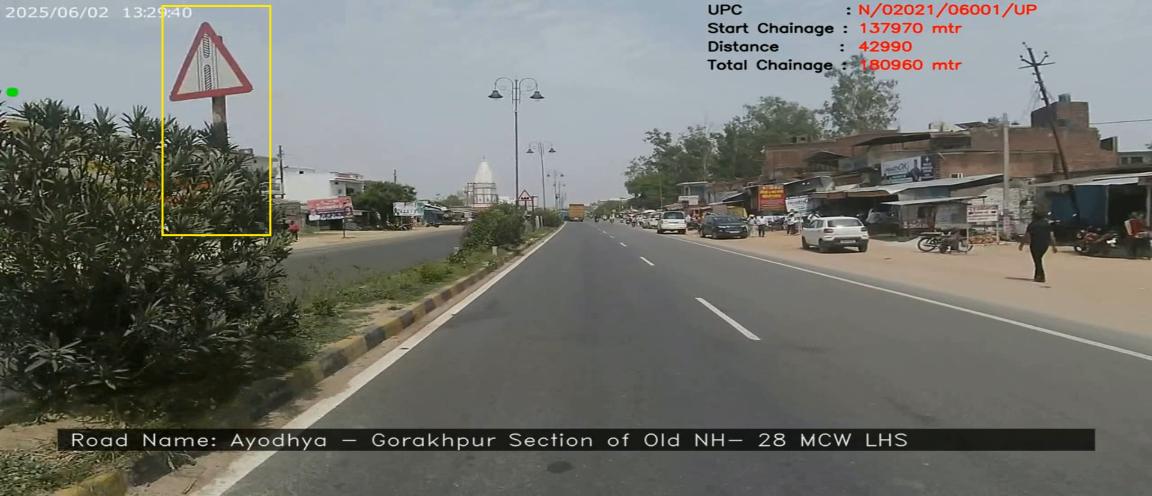 2025/06/02 13:29:40
UPC : N/02021/06001/UP
Start Chainage : 137970 mtr
Distance : 42990
Total Chainage : 180960 mtr
Road Name: Ayodhya - Gorakhpur Section of Old NH- 28 MCW LHS